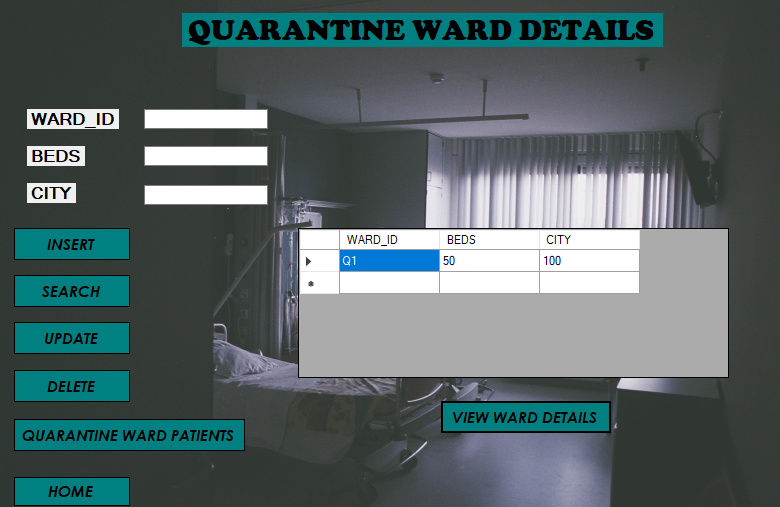 QUARANTINE WARD DETAILS
WARD_ID
BEDS
CITY
INSERT
SEARCH
UPDATE
DELETE
QUARANTINE WARD PATIENTS
HOME
WARD_ID BEDS CITY
Q1 50 100
VIEW WARD DETAILS